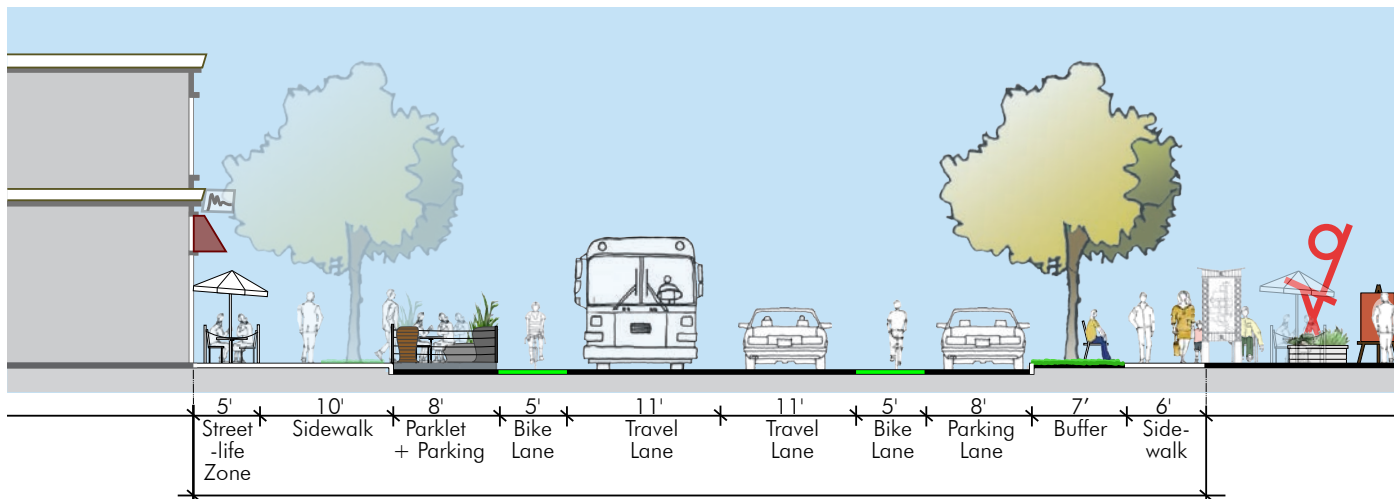 5' 10' 8' 5' 11' 11' 5' 8' 7’ 6'
Street
-life
Zone
Sidewalk
Parklet
+ Parking
Bike
Lane
Travel
Lane
Travel
Lane
Bike
Lane
Parking
Lane
Buffer
Side-
walk